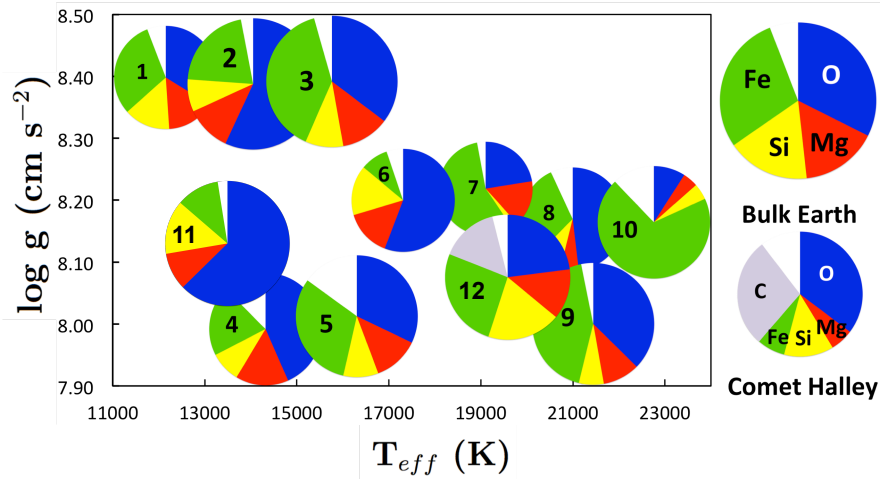 8.50
8.40
8.30
8.20
8.10
8.00
7.90
log g (cm s⁻²)
11000 13000 15000 17000 19000 21000 23000
T_eff (K)
1
2
3
6
7
8
10
11
12
4
5
9
Fe O
Si Mg
Bulk Earth
C O
Fe Si Mg
Comet Halley